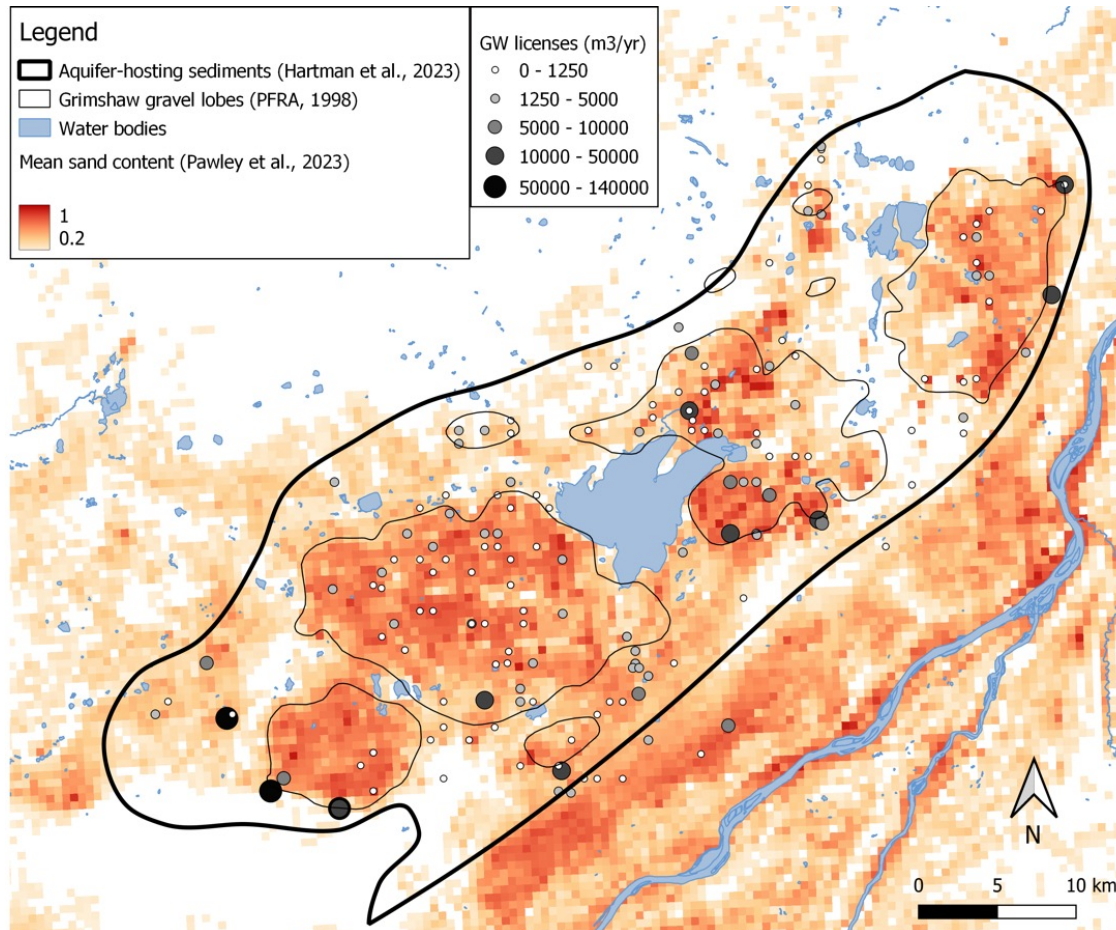 Legend
Aquifer-hosting sediments (Hartman et al., 2023)
Grimshaw gravel lobes (PFRA, 1998)
Water bodies
Mean sand content (Pawley et al., 2023)
1
0.2
GW licenses (m3/yr)
0 - 1250
1250 - 5000
5000 - 10000
10000 - 50000
50000 - 140000
N
0 5 10 km